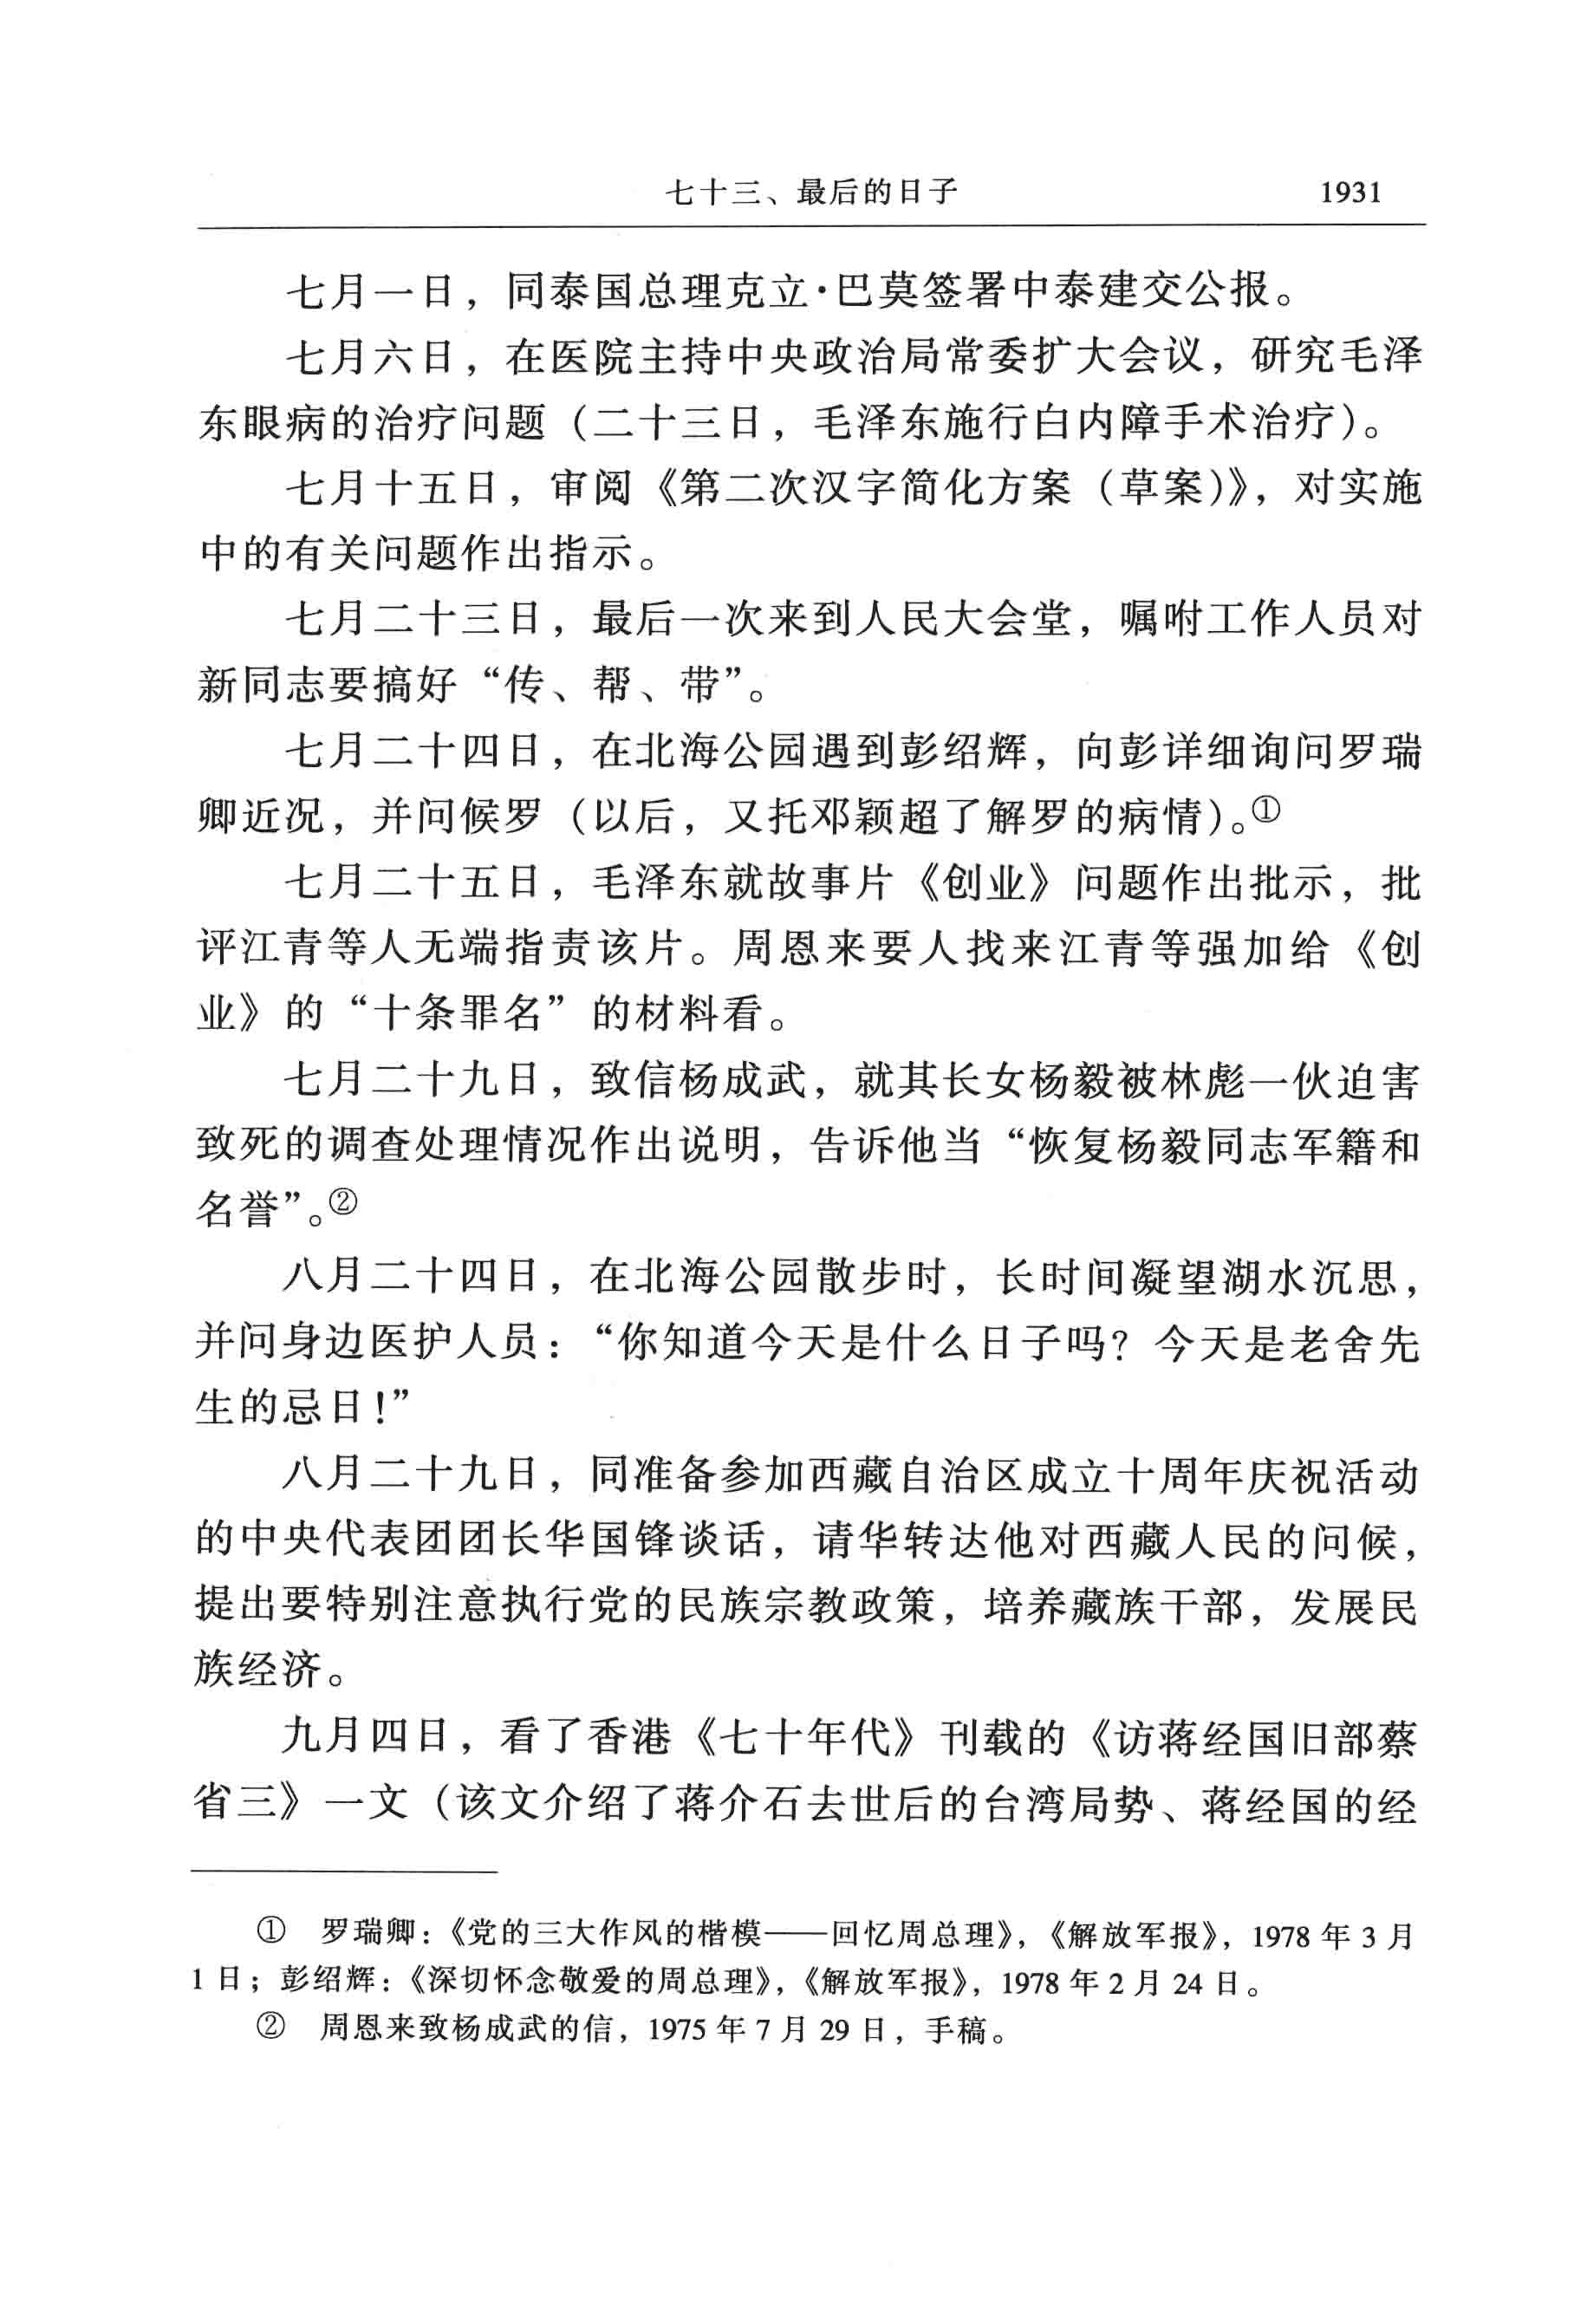 七十三、最后的日子 1931
七月一日，同泰国总理克立·巴莫签署中泰建交公报。
七月六日，在医院主持中央政治局常委扩大会议，研究毛泽
东眼病的治疗问题（二十三日，毛泽东施行白内障手术治疗）。
七月十五日，审阅《第二次汉字简化方案（草案）》，对实施
中的有关问题作出指示。
七月二十三日，最后一次来到人民大会堂，嘱咐工作人员对
新同志要搞好“传、帮、带”。
七月二十四日，在北海公园遇到彭绍辉，向彭详细询问罗瑞
卿近况，并问候罗（以后，又托邓颖超了解罗的病情）。①
七月二十五日，毛泽东就故事片《创业》问题作出批示，批
评江青等人无端指责该片。周恩来要人找来江青等强加给《创
业》的“十条罪名”的材料看。
七月二十九日，致信杨成武，就其长女杨毅被林彪一伙迫害
致死的调查处理情况作出说明，告诉他当“恢复杨毅同志军籍和
名誉”。②
八月二十四日，在北海公园散步时，长时间凝望湖水沉思，
并问身边医护人员：“你知道今天是什么日子吗？今天是老舍先
生的忌日！”
八月二十九日，同准备参加西藏自治区成立十周年庆祝活动
的中央代表团团长华国锋谈话，请华转达他对西藏人民的问候，
提出要特别注意执行党的民族宗教政策，培养藏族干部，发展民
族经济。
九月四日，看了香港《七十年代》刊载的《访蒋经国旧部蔡
省三》一文（该文介绍了蒋介石去世后的台湾局势、蒋经国的经
① 罗瑞卿：《党的三大作风的楷模——回忆周总理》，《解放军报》，1978 年 3 月
1 日；彭绍辉：《深切怀念敬爱的周总理》，《解放军报》，1978 年 2 月 24 日。
② 周恩来致杨成武的信，1975 年 7 月 29 日，手稿。